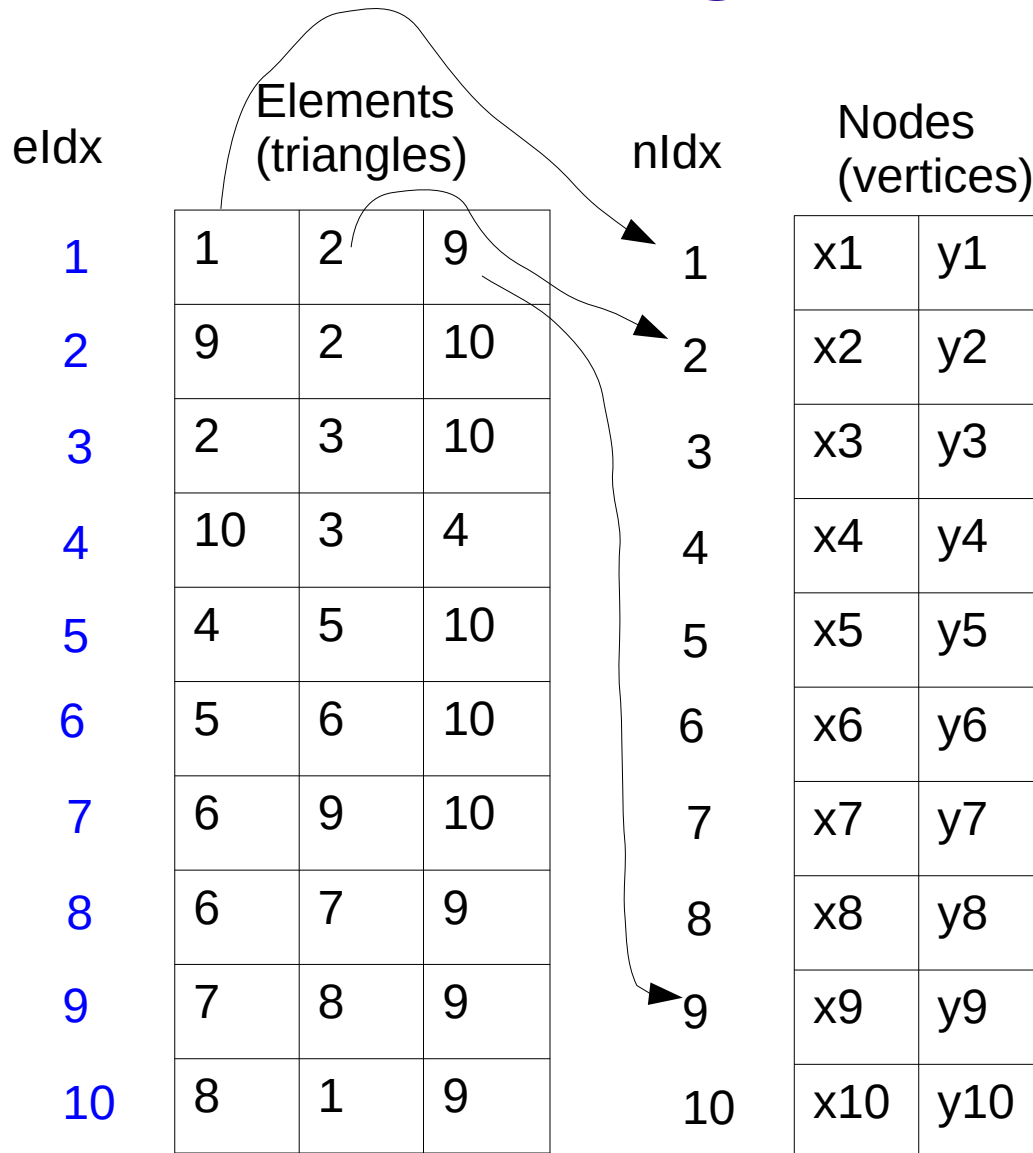 Elements
(triangles)
eIdx
nIdx
Nodes
(vertices)
1 1 2 9 1 x1 y1
2 9 2 10 2 x2 y2
3 2 3 10 3 x3 y3
4 10 3 4 4 x4 y4
5 4 5 10 5 x5 y5
6 5 6 10 6 x6 y6
7 6 9 10 7 x7 y7
8 6 7 9 8 x8 y8
9 7 8 9 9 x9 y9
10 8 1 9 10 x10 y10